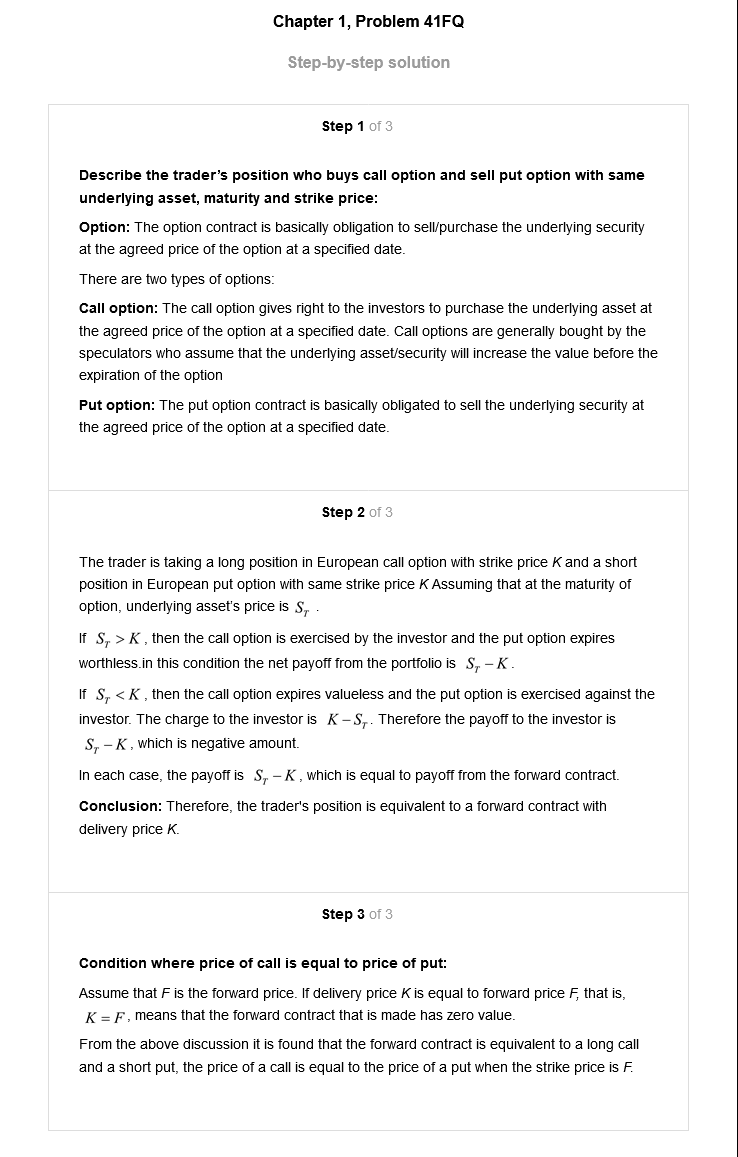 Chapter 1, Problem 41FQ
Step-by-step solution
Step 1 of 3
Describe the trader's position who buys call option and sell put option with same
underlying asset, maturity and strike price:
Option: The option contract is basically obligation to sell/purchase the underlying security
at the agreed price of the option at a specified date.
There are two types of options:
Call option: The call option gives right to the investors to purchase the underlying asset at
the agreed price of the option at a specified date. Call options are generally bought by the
speculators who assume that the underlying asset/security will increase the value before the
expiration of the option
Put option: The put option contract is basically obligated to sell the underlying security at
the agreed price of the option at a specified date.
Step 2 of 3
The trader is taking a long position in European call option with strike price K and a short
position in European put option with same strike price K Assuming that at the maturity of
option, underlying asset's price is S_T .
If S_T > K , then the call option is exercised by the investor and the put option expires
worthless.in this condition the net payoff from the portfolio is S_T − K .
If S_T < K , then the call option expires valueless and the put option is exercised against the
investor. The charge to the investor is K − S_T . Therefore the payoff to the investor is
S_T − K , which is negative amount.
In each case, the payoff is S_T − K , which is equal to payoff from the forward contract.
Conclusion: Therefore, the trader's position is equivalent to a forward contract with
delivery price K.
Step 3 of 3
Condition where price of call is equal to price of put:
Assume that F is the forward price. If delivery price K is equal to forward price F, that is,
K = F , means that the forward contract that is made has zero value.
From the above discussion it is found that the forward contract is equivalent to a long call
and a short put, the price of a call is equal to the price of a put when the strike price is F.